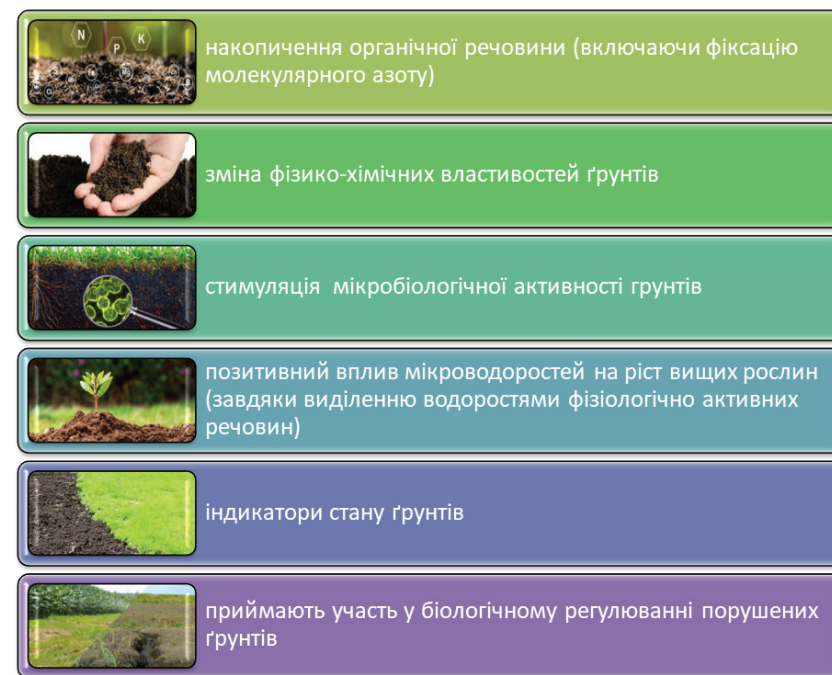 N
P
K
накопичення органічної речовини (включаючи фіксацію
молекулярного азоту)
зміна фізико-хімічних властивостей ґрунтів
стимуляція  мікробіологічної активності грунтів
позитивний вплив мікроводоростей на ріст вищих рослин
(завдяки виділенню водоростями фізіологічно активних
речовин)
індикатори стану ґрунтів
приймають участь у біологічному регулюванні порушених
ґрунтів